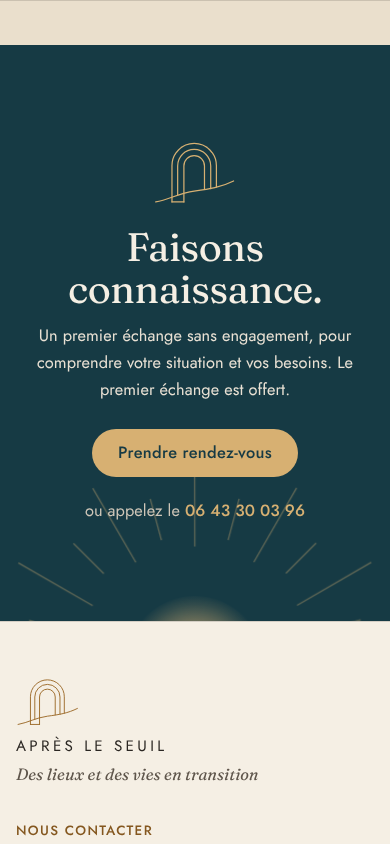 Faisons
connaissance.
Un premier échange sans engagement, pour
comprendre votre situation et vos besoins. Le
premier échange est offert.
Prendre rendez-vous
ou appelez le 06 43 30 03 96
APRÈS LE SEUIL
Des lieux et des vies en transition
NOUS CONTACTER